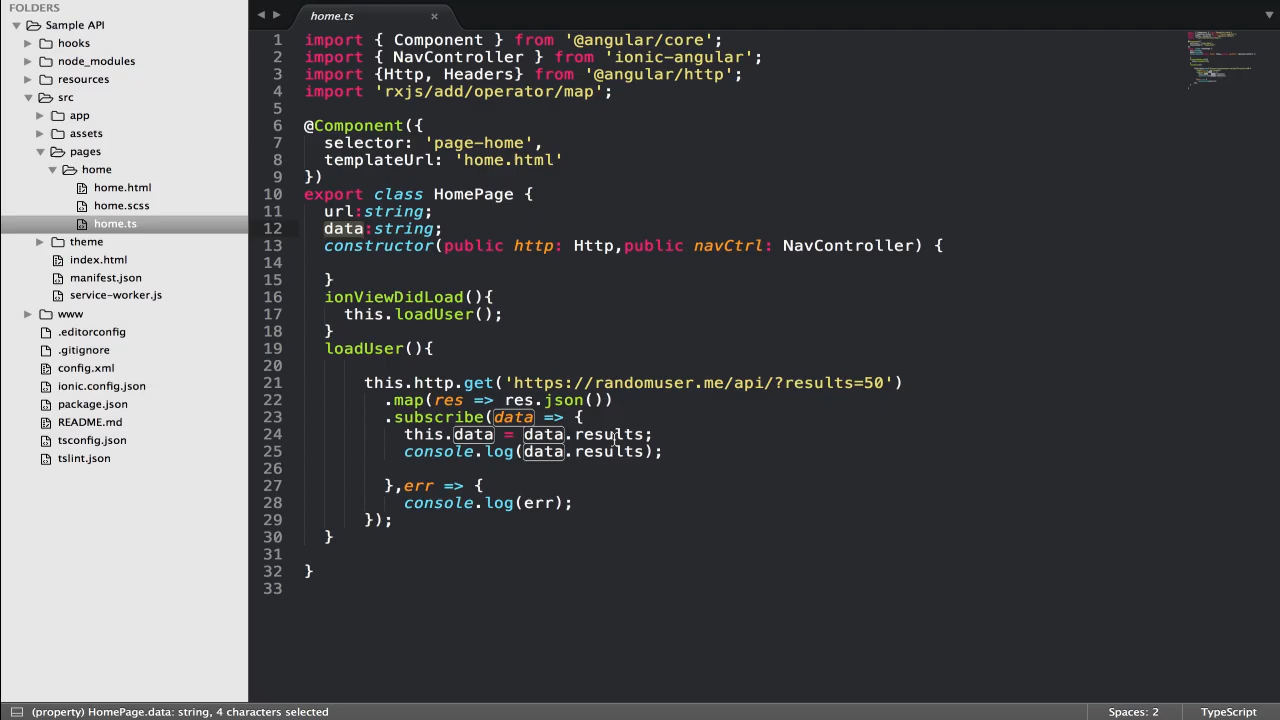 FOLDERS
Sample API
hooks
node_modules
resources
src
app
assets
pages
home
home.html
home.scss
home.ts
theme
index.html
manifest.json
service-worker.js
www
.editorconfig
.gitignore
config.xml
ionic.config.json
package.json
README.md
tsconfig.json
tslint.json
home.ts
1 import { Component } from '@angular/core';
2 import { NavController } from 'ionic-angular';
3 import {Http, Headers} from '@angular/http';
4 import 'rxjs/add/operator/map';
5
6 @Component({
7 selector: 'page-home',
8 templateUrl: 'home.html'
9 })
10 export class HomePage {
11 url:string;
12 data:string;
13 constructor(public http: Http,public navCtrl: NavController) {
14
15 }
16 ionViewDidLoad(){
17 this.loadUser();
18 }
19 loadUser(){
20
21 this.http.get('https://randomuser.me/api/?results=50')
22 .map(res => res.json())
23 .subscribe(data => {
24 this.data = data.results;
25 console.log(data.results);
26
27 },err => {
28 console.log(err);
29 });
30 }
31
32 }
33
(property) HomePage.data: string, 4 characters selected
Spaces: 2
TypeScript